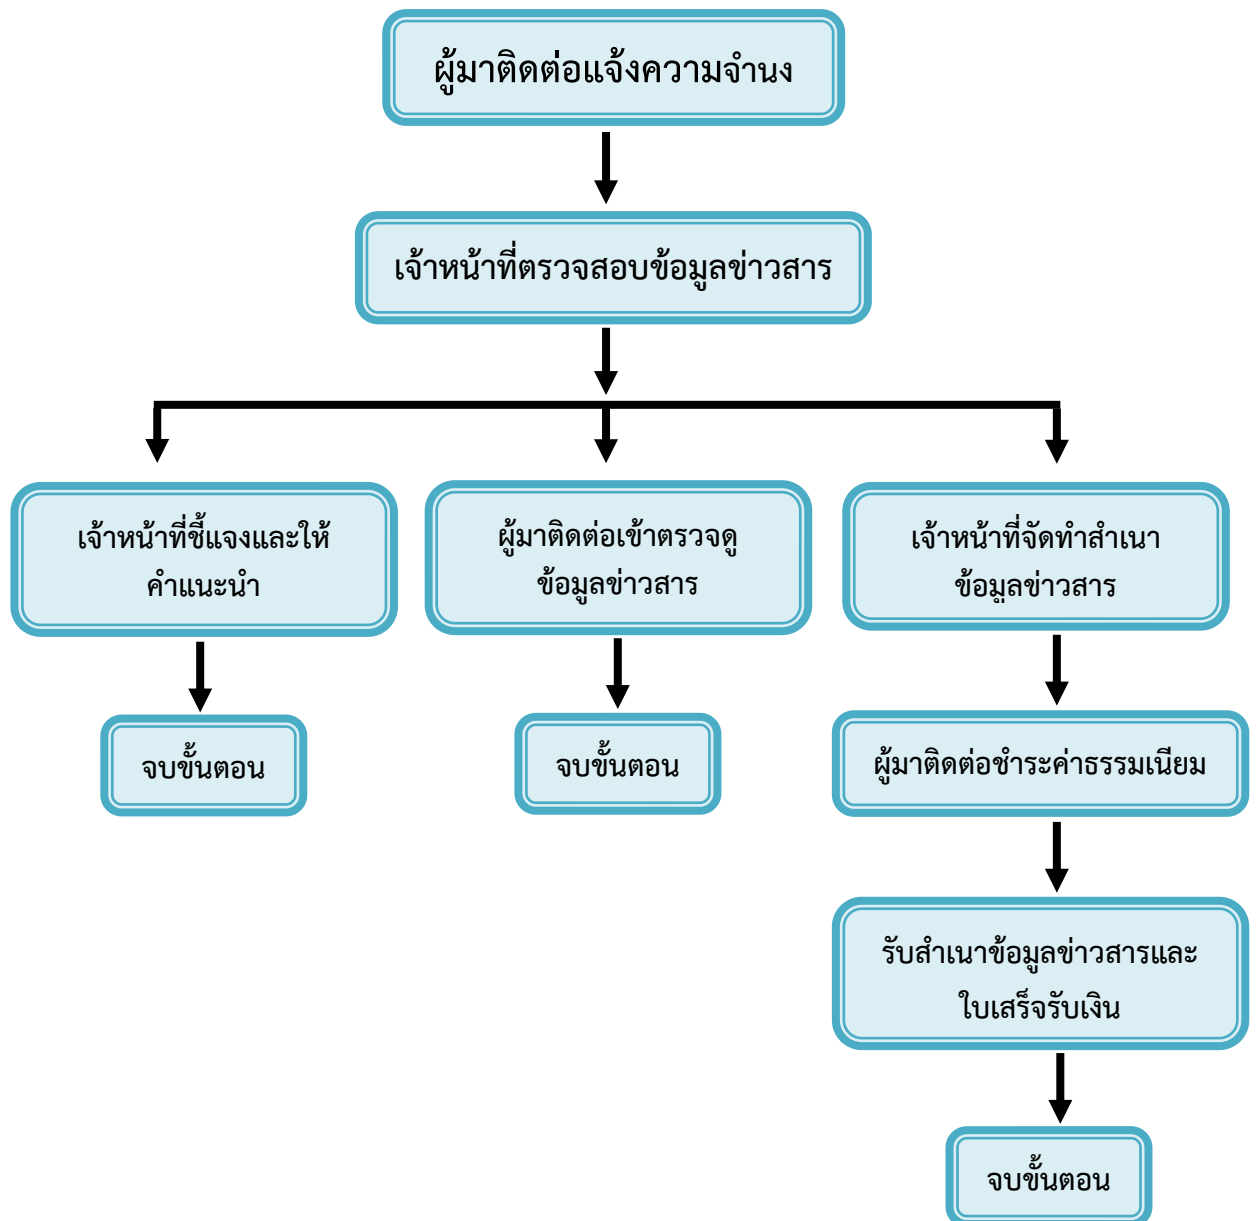 ผู้มาติดต่อแจ้งความจำนง
เจ้าหน้าที่ตรวจสอบข้อมูลข่าวสาร
เจ้าหน้าที่ชี้แจงและให้
คำแนะนำ
จบขั้นตอน
ผู้มาติดต่อเข้าตรวจดู
ข้อมูลข่าวสาร
จบขั้นตอน
เจ้าหน้าที่จัดทำสำเนา
ข้อมูลข่าวสาร
ผู้มาติดต่อชำระค่าธรรมเนียม
รับสำเนาข้อมูลข่าวสารและ
ใบเสร็จรับเงิน
จบขั้นตอน